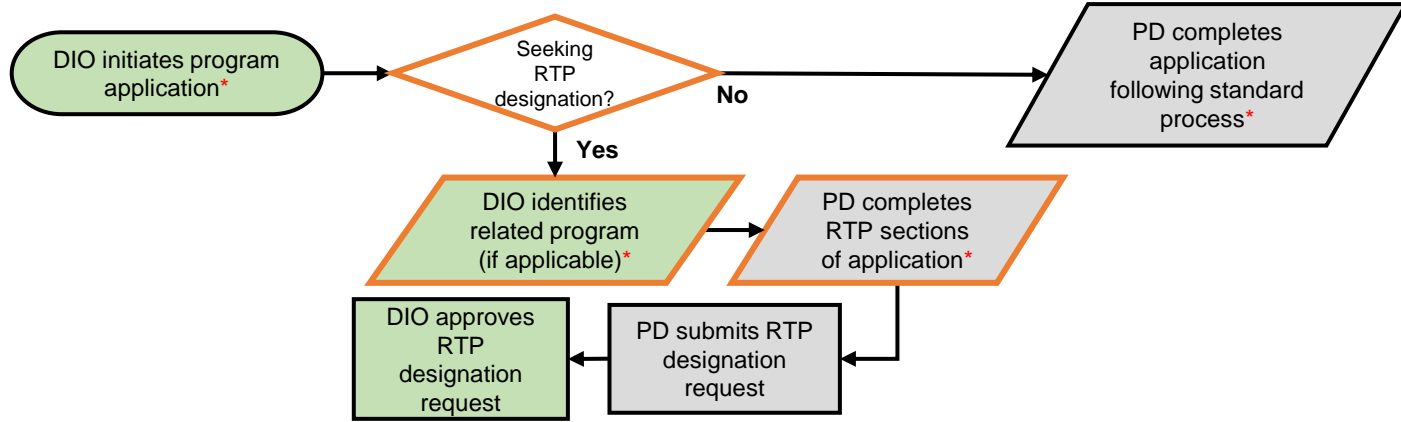 DIO initiates program
application*
Seeking
RTP
designation?
No
PD completes
application
following standard
process*
Yes
DIO identifies
related program
(if applicable)*
PD completes
RTP sections
of application*
DIO approves
RTP
designation
request
PD submits RTP
designation
request